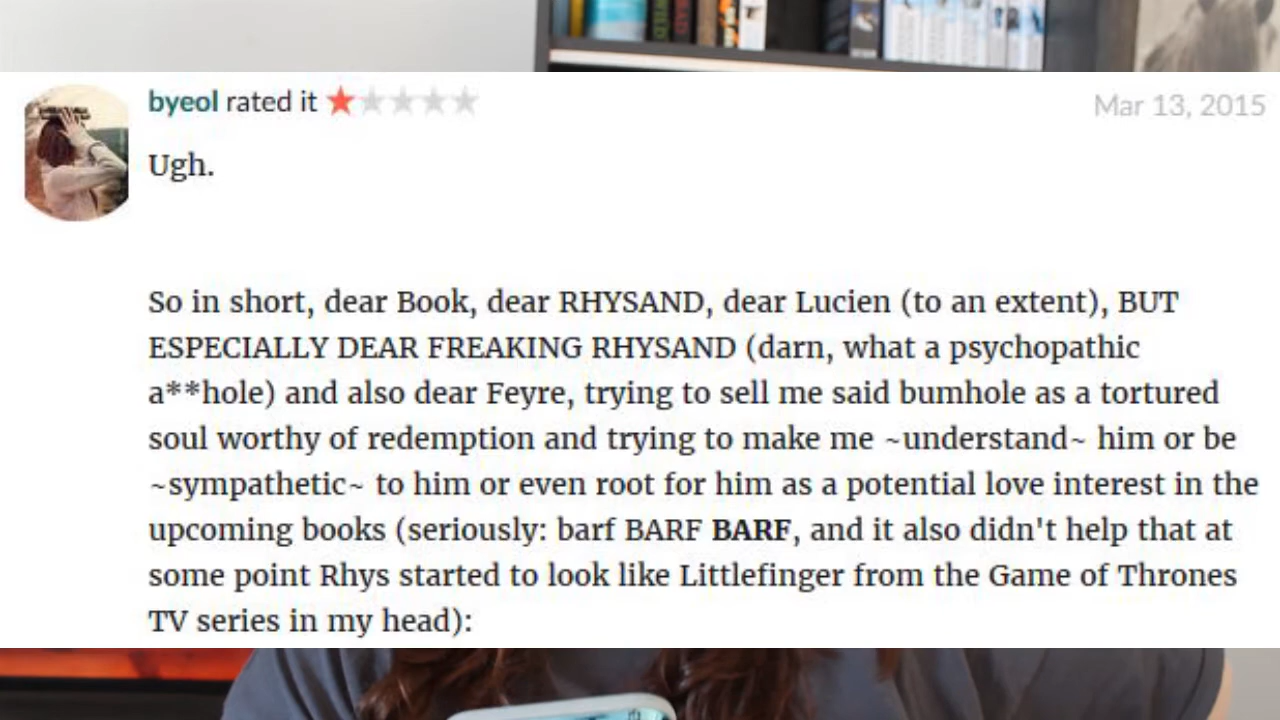 byeol rated it
Mar 13, 2015
Ugh.
So in short, dear Book, dear RHYSAND, dear Lucien (to an extent), BUT
ESPECIALLY DEAR FREAKING RHYSAND (darn, what a psychopathic
a**hole) and also dear Feyre, trying to sell me said bumhole as a tortured
soul worthy of redemption and trying to make me ~understand~ him or be
~sympathetic~ to him or even root for him as a potential love interest in the
upcoming books (seriously: barf BARF BARF, and it also didn't help that at
some point Rhys started to look like Littlefinger from the Game of Thrones
TV series in my head):